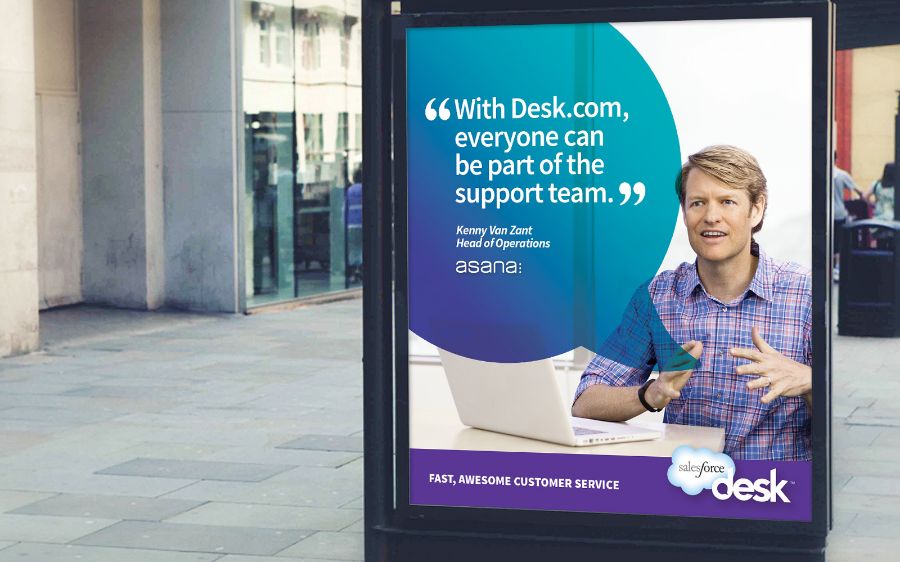 “With Desk.com,
everyone can
be part of the
support team.”
Kenny Van Zant
Head of Operations
asana:
FAST, AWESOME CUSTOMER SERVICE
salesforce
desk™